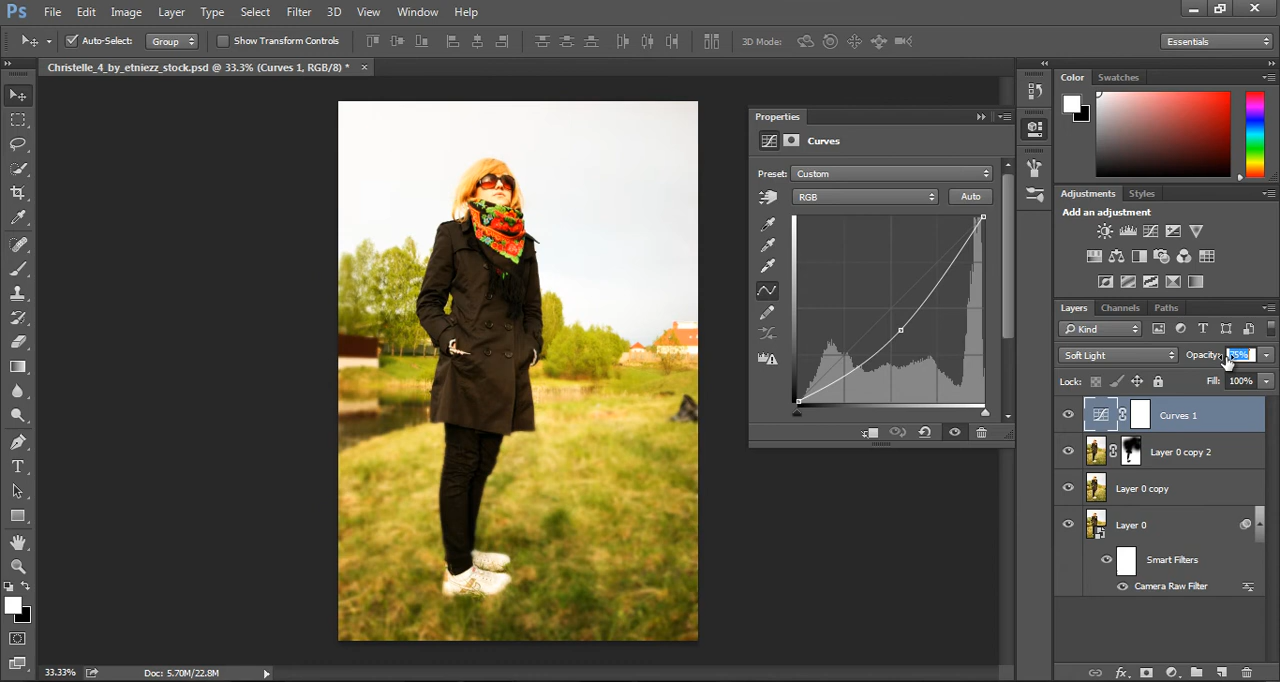 Ps File Edit Image Layer Type Select Filter 3D View Window Help
Auto-Select: Group Show Transform Controls 3D Mode: Essentials
Christelle_4_by_etniezz_stock.psd @ 33.3% (Curves 1, RGB/8) * ×
Color Swatches
Properties
Curves
Preset: Custom
RGB Auto
Adjustments Styles
Add an adjustment
Layers Channels Paths
Kind
Soft Light Opacity:
Lock: Fill: 100%
Curves 1
Layer 0 copy 2
Layer 0 copy
Layer 0
Smart Filters
Camera Raw Filter
33.33% Doc: 5.70M/22.8M